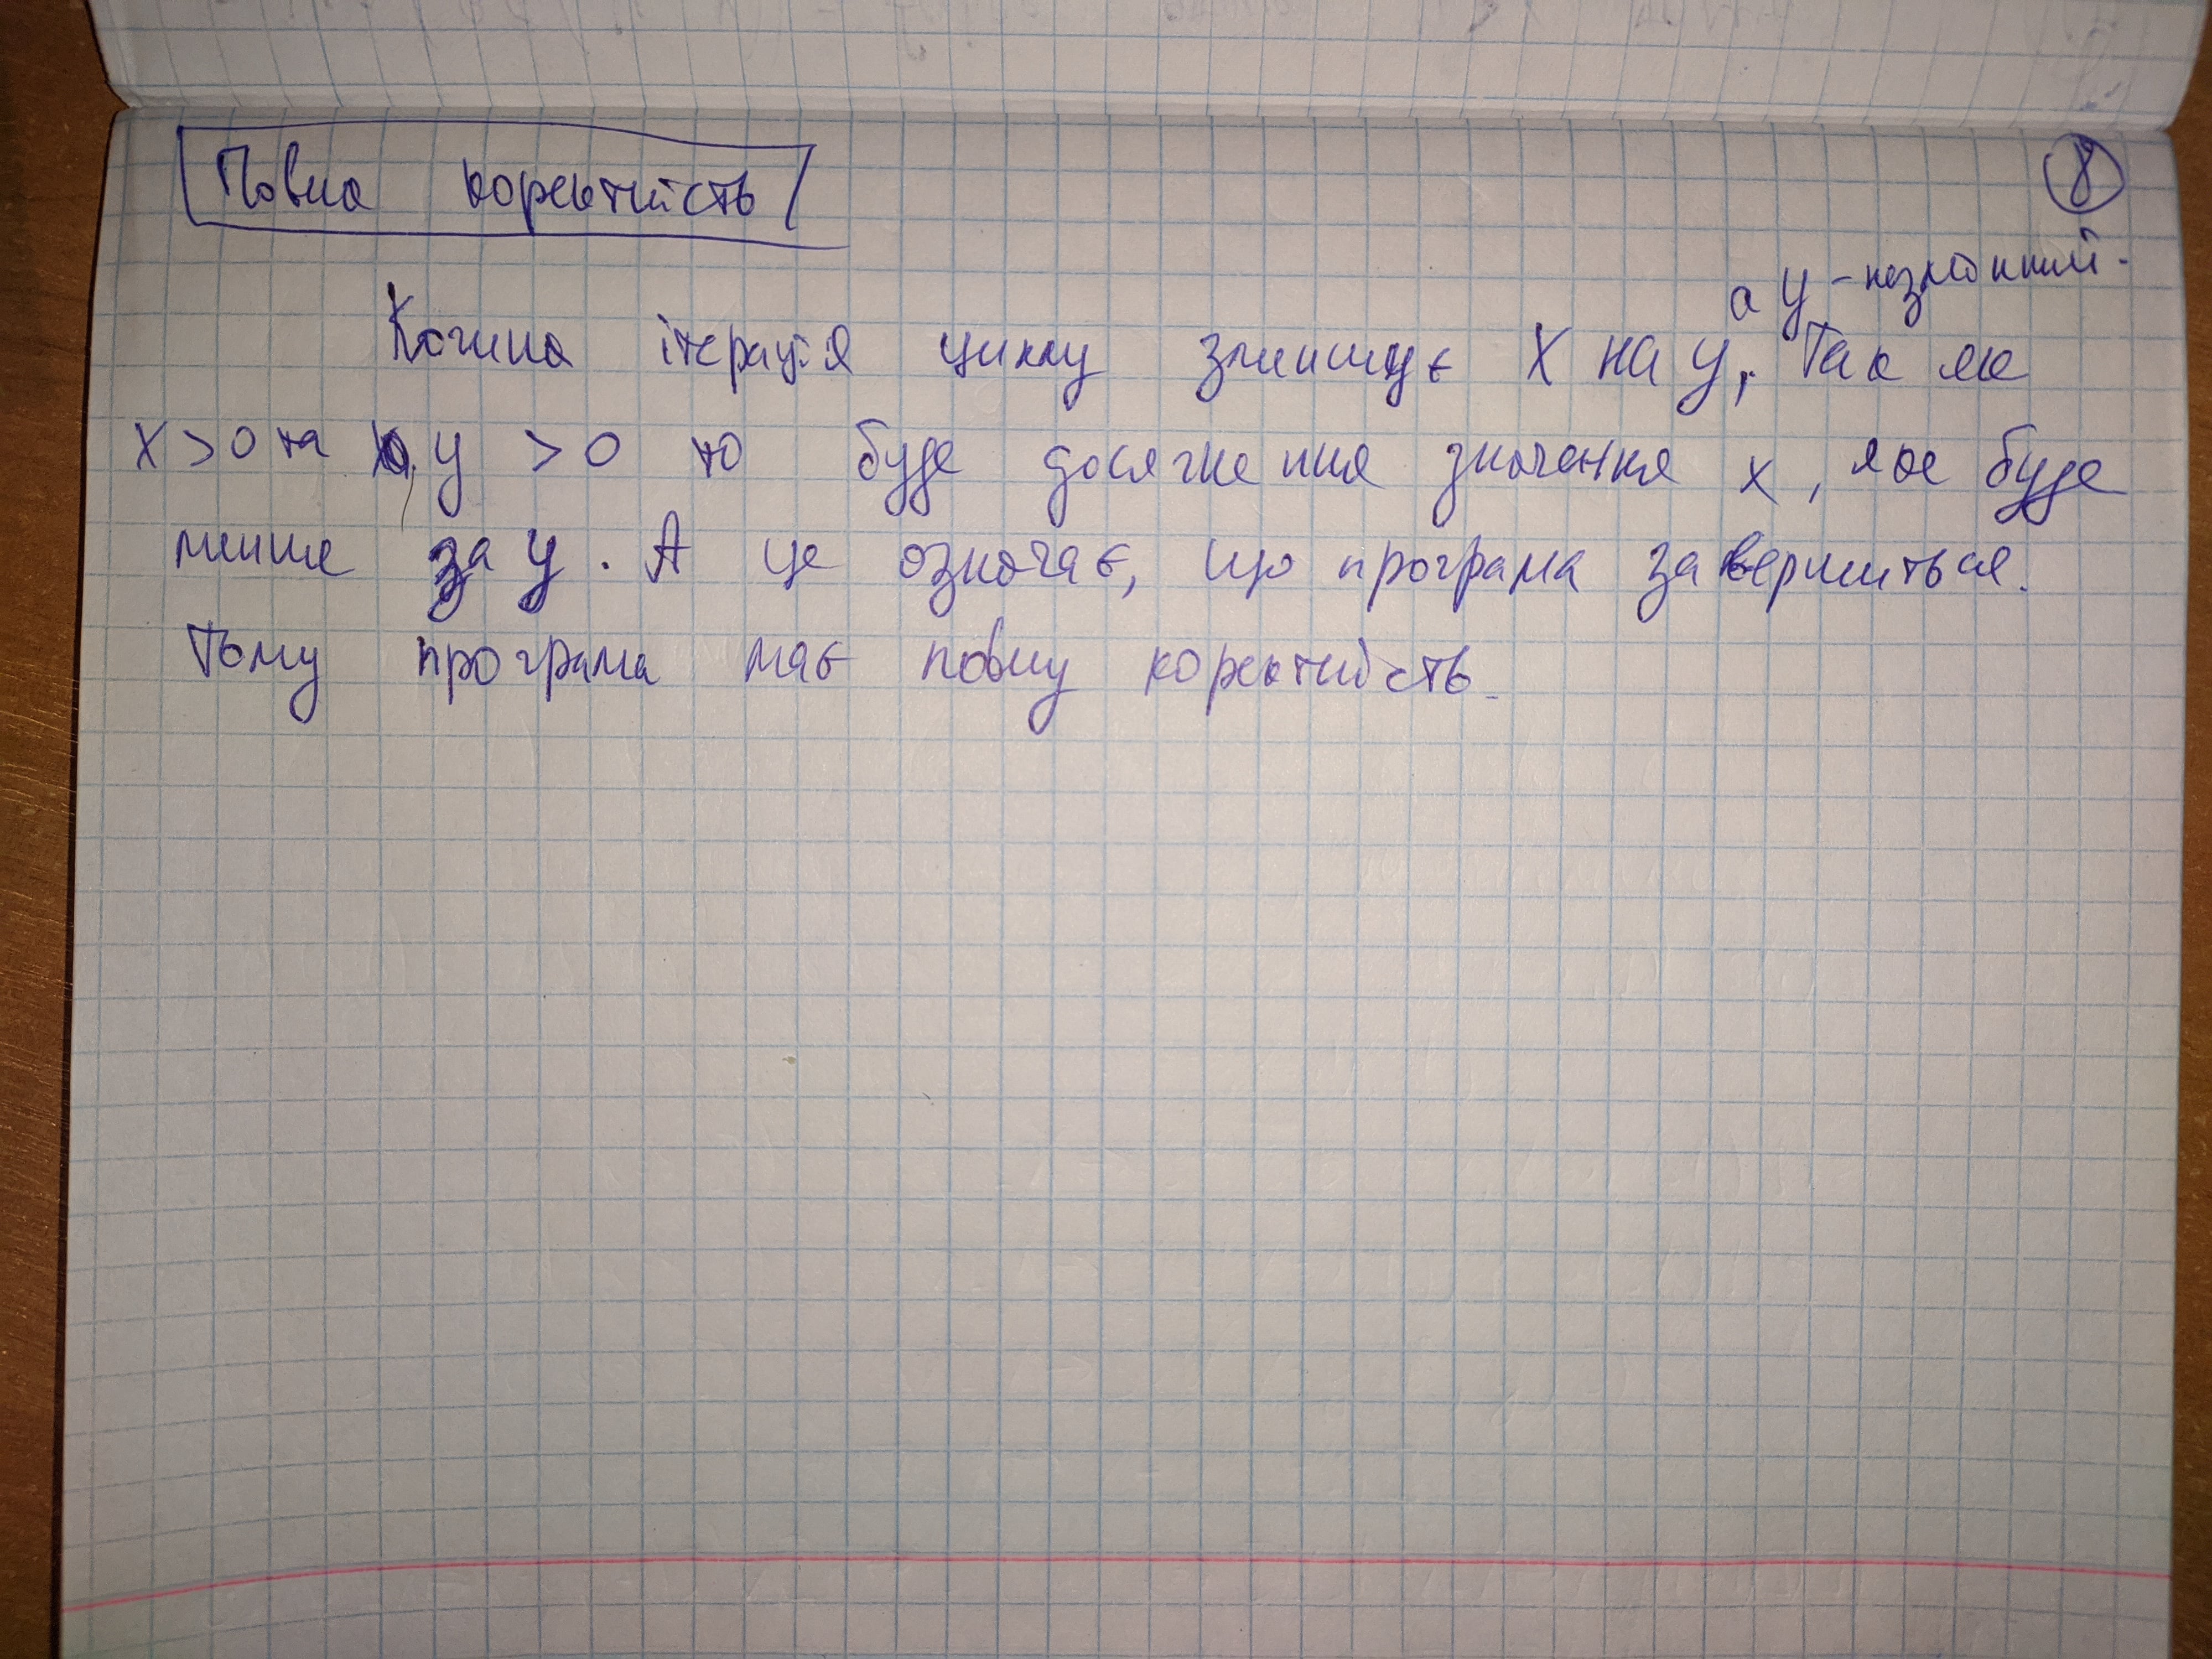 Повна коректність
8
а y – незмінний.
Кожна ітерація циклу зменшує X на y, Так як
X > 0 та y > 0 то буде досягнення значення x, яке буде
менше за y. А це означає, що програма завершиться.
Тому програма має повну коректність.